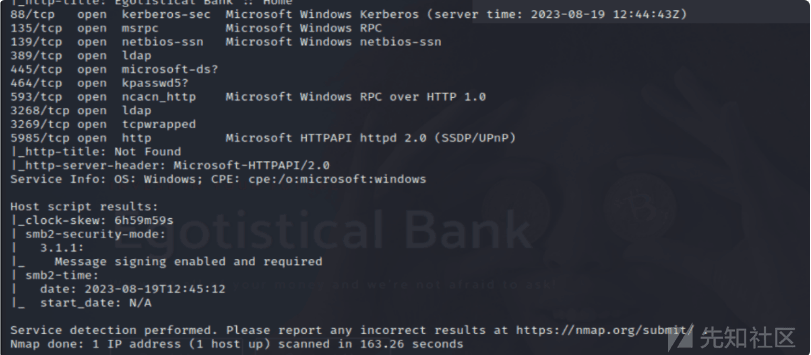 |_http-title: Egotistical Bank :: Home
88/tcp   open  kerberos-sec  Microsoft Windows Kerberos (server time: 2023-08-19 12:44:43Z)
135/tcp  open  msrpc         Microsoft Windows RPC
139/tcp  open  netbios-ssn   Microsoft Windows netbios-ssn
389/tcp  open  ldap
445/tcp  open  microsoft-ds?
464/tcp  open  kpasswd5?
593/tcp  open  ncacn_http    Microsoft Windows RPC over HTTP 1.0
3268/tcp open  ldap
3269/tcp open  tcpwrapped
5985/tcp open  http          Microsoft HTTPAPI httpd 2.0 (SSDP/UPnP)
|_http-title: Not Found
|_http-server-header: Microsoft-HTTPAPI/2.0
Service Info: OS: Windows; CPE: cpe:/o:microsoft:windows
Host script results:
|_clock-skew: 6h59m59s
| smb2-security-mode:
|   3.1.1:
|_    Message signing enabled and required
| smb2-time:
|   date: 2023-08-19T12:45:12
|_  start_date: N/A
Egotistical Bank
and we're not afraid to
Service detection performed. Please report any incorrect results at https://nmap.org/submit/ .
Nmap done: 1 IP address (1 host up) scanned in 163.26 seconds
先知社区